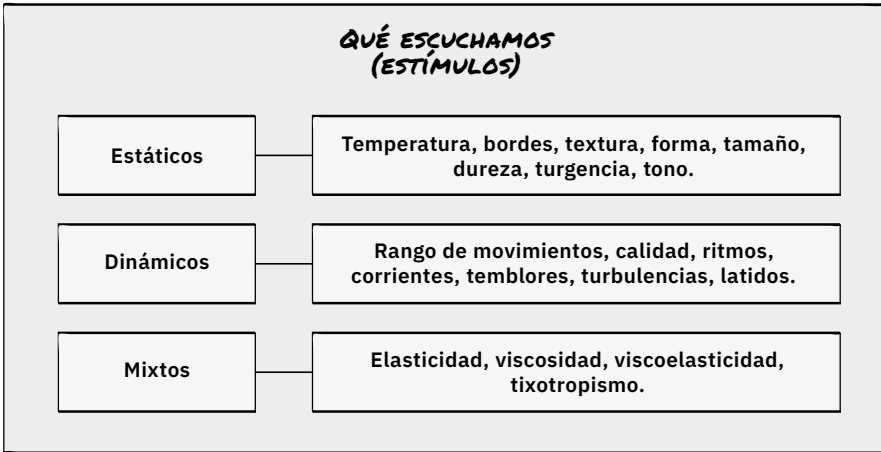 QUÉ ESCUCHAMOS
(ESTÍMULOS)
Estáticos
Temperatura, bordes, textura, forma, tamaño,
dureza, turgencia, tono.
Dinámicos
Rango de movimientos, calidad, ritmos,
corrientes, temblores, turbulencias, latidos.
Mixtos
Elasticidad, viscosidad, viscoelasticidad,
tixotropismo.